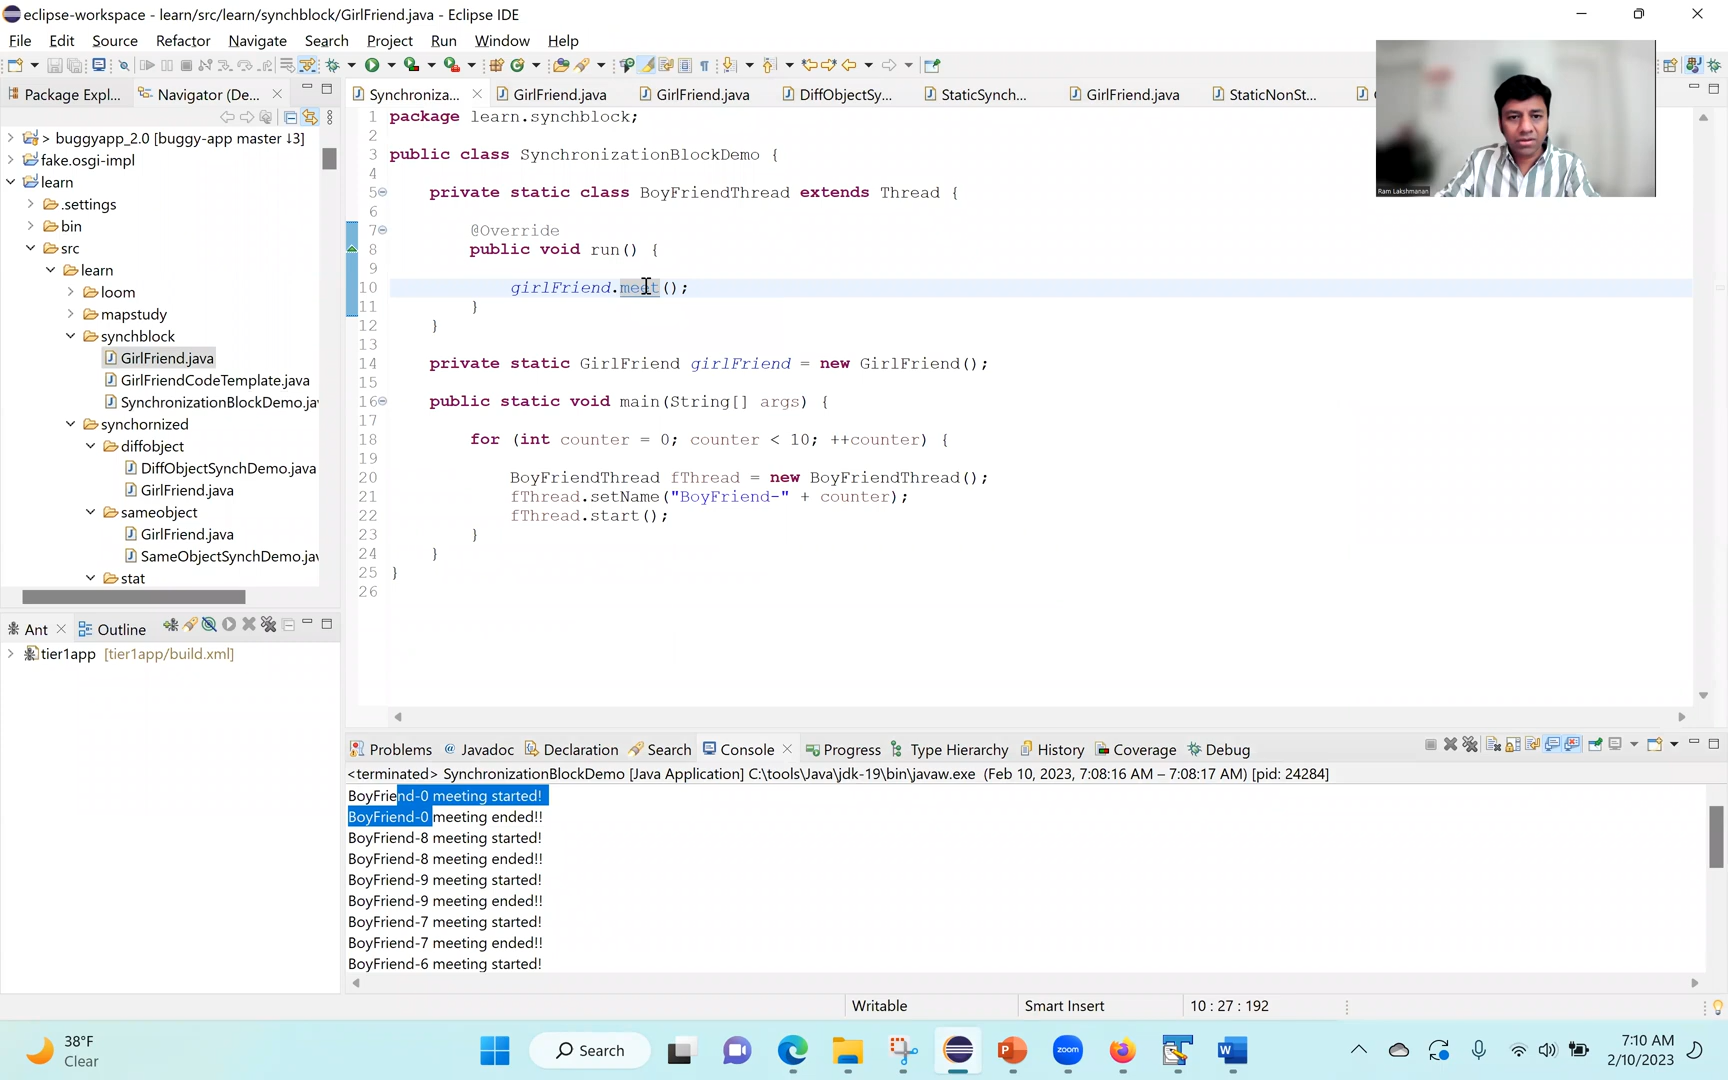 eclipse-workspace - learn/src/learn/synchblock/GirlFriend.java - Eclipse IDE
File Edit Source Refactor Navigate Search Project Run Window Help
Package Expl... Navigator (De...
> buggyapp_2.0 [buggy-app master ↓3]
fake.osgi-impl
learn
.settings
bin
src
learn
loom
mapstudy
synchblock
GirlFriend.java
GirlFriendCodeTemplate.java
SynchronizationBlockDemo.jav
synchornized
diffobject
DiffObjectSynchDemo.java
GirlFriend.java
sameobject
GirlFriend.java
SameObjectSynchDemo.jav
stat
Ant Outline
tier1app [tier1app/build.xml]
Synchroniza... GirlFriend.java GirlFriend.java DiffObjectSy... StaticSynch... GirlFriend.java StaticNonSt...
1 package learn.synchblock;
2
3 public class SynchronizationBlockDemo {
4
5 private static class BoyFriendThread extends Thread {
6
7 @Override
8 public void run() {
9
10 girlFriend.meet();
11 }
12 }
13
14 private static GirlFriend girlFriend = new GirlFriend();
15
16 public static void main(String[] args) {
17
18 for (int counter = 0; counter < 10; ++counter) {
19
20 BoyFriendThread fThread = new BoyFriendThread();
21 fThread.setName("BoyFriend-" + counter);
22 fThread.start();
23 }
24 }
25 }
26
Ram Lakshmanan
Problems @ Javadoc Declaration Search Console Progress Type Hierarchy History Coverage Debug
<terminated> SynchronizationBlockDemo [Java Application] C:\tools\Java\jdk-19\bin\javaw.exe (Feb 10, 2023, 7:08:16 AM – 7:08:17 AM) [pid: 24284]
BoyFriend-0 meeting started!
BoyFriend-0 meeting ended!!
BoyFriend-8 meeting started!
BoyFriend-8 meeting ended!!
BoyFriend-9 meeting started!
BoyFriend-9 meeting ended!!
BoyFriend-7 meeting started!
BoyFriend-7 meeting ended!!
BoyFriend-6 meeting started!
Writable Smart Insert 10 : 27 : 192
38°F
Clear
Search
zoom
7:10 AM
2/10/2023